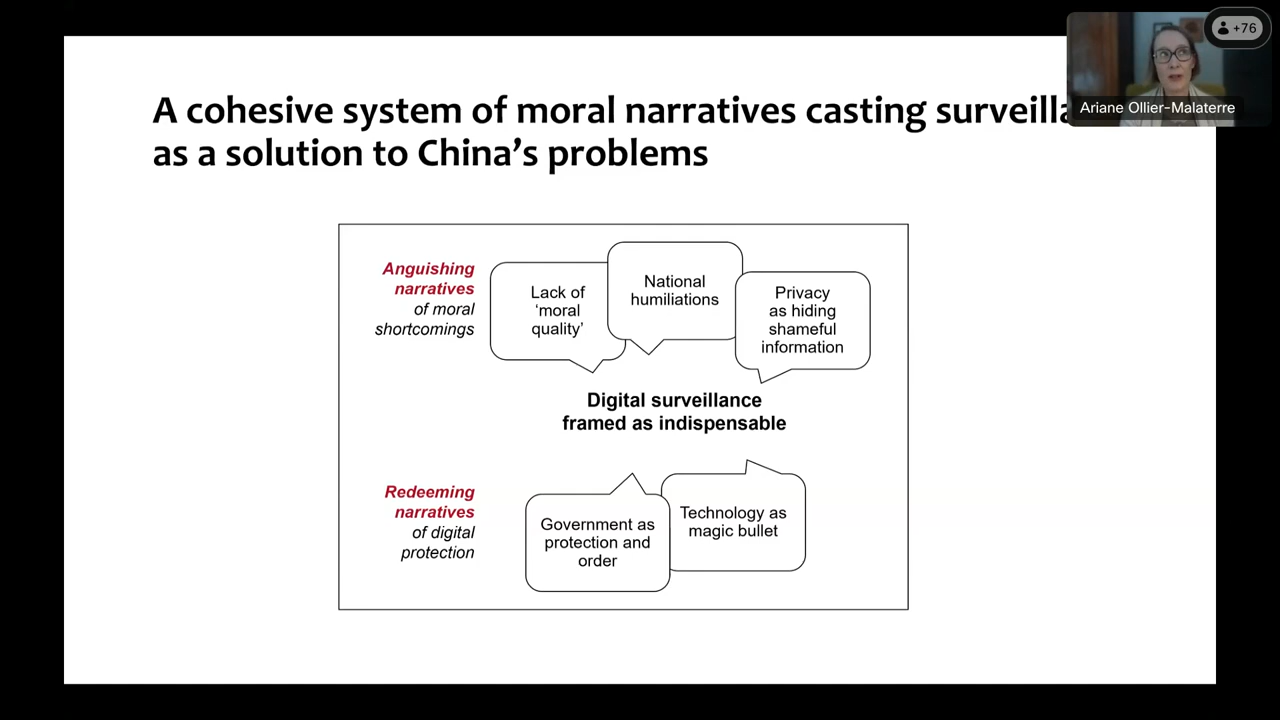 A cohesive system of moral narratives casting
as a solution to China's problems
+76
Ariane Ollier-Malaterre
Anguishing
narratives
of moral
shortcomings
Lack of
'moral
quality'
National
humiliations
Privacy
as hiding
shameful
information
Digital surveillance
framed as indispensable
Redeeming
narratives
of digital
protection
Government as
protection and
order
Technology as
magic bullet